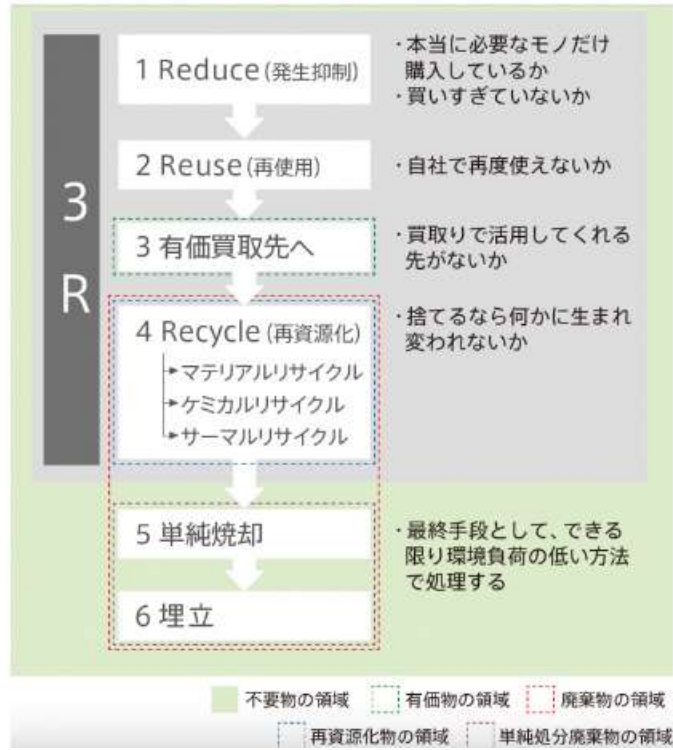 3
R
1 Reduce (発生抑制)
・本当に必要なモノだけ
購入しているか
・買いすぎていないか
2 Reuse (再使用)
・自社で再度使えないか
3 有価買取先へ
・買取りで活用してくれる
先がないか
4 Recycle (再資源化)
マテリアルリサイクル
ケミカルリサイクル
サーマルリサイクル
・捨てるなら何かに生まれ
変われないか
5 単純焼却
・最終手段として、できる
限り環境負荷の低い方法
で処理する
6 埋立
不要物の領域 有価物の領域 廃棄物の領域
再資源化物の領域 単純処分廃棄物の領域